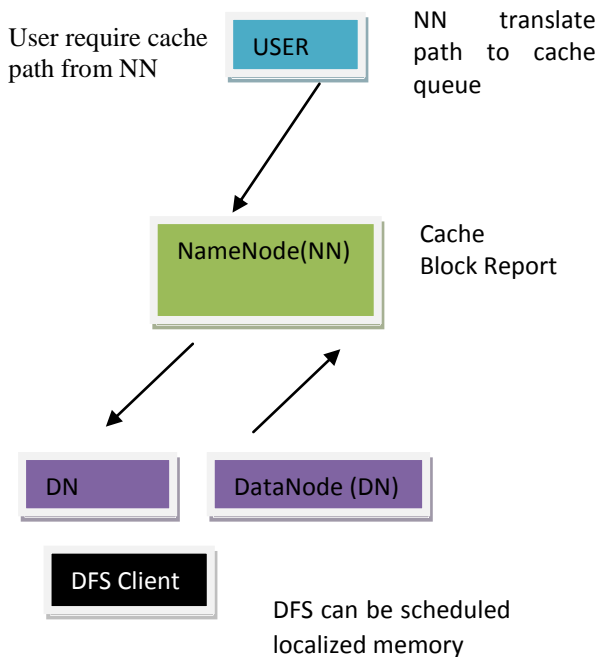 User require cache
path from NN
USER
NN translate
path to cache
queue
NameNode(NN)
Cache
Block Report
DN
DataNode (DN)
DFS Client
DFS can be scheduled
localized memory